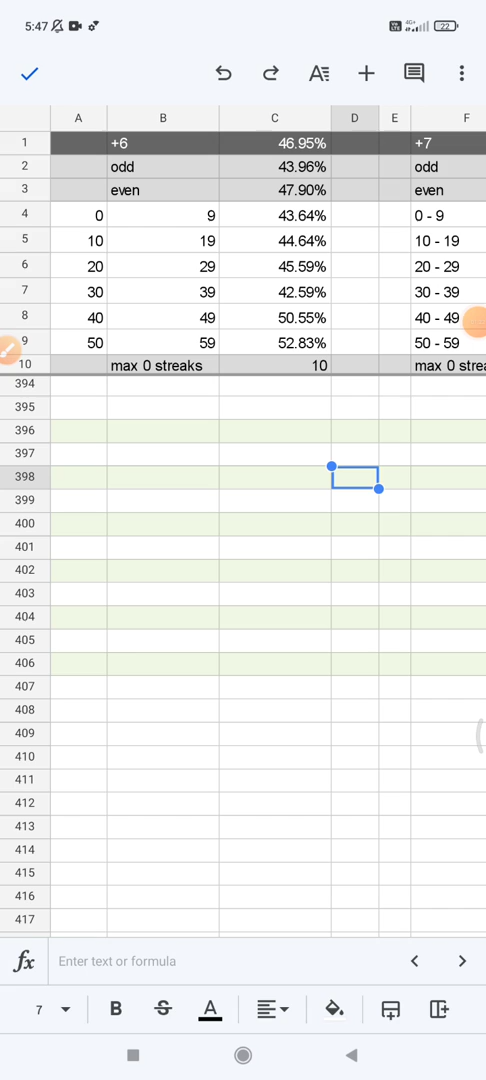 5:47 4G+ Vo LTE 22
A B C D E F
1 +6 46.95% +7
2 odd 43.96% odd
3 even 47.90% even
4 0 9 43.64% 0 - 9
5 10 19 44.64% 10 - 19
6 20 29 45.59% 20 - 29
7 30 39 42.59% 30 - 39
8 40 49 50.55% 40 - 49
9 50 59 52.83% 50 - 59
10 max 0 streaks 10 max 0 strea
394
395
396
397
398
399
400
401
402
403
404
405
406
407
408
409
410
411
412
413
414
415
416
417
fx Enter text or formula < >
7 B S A